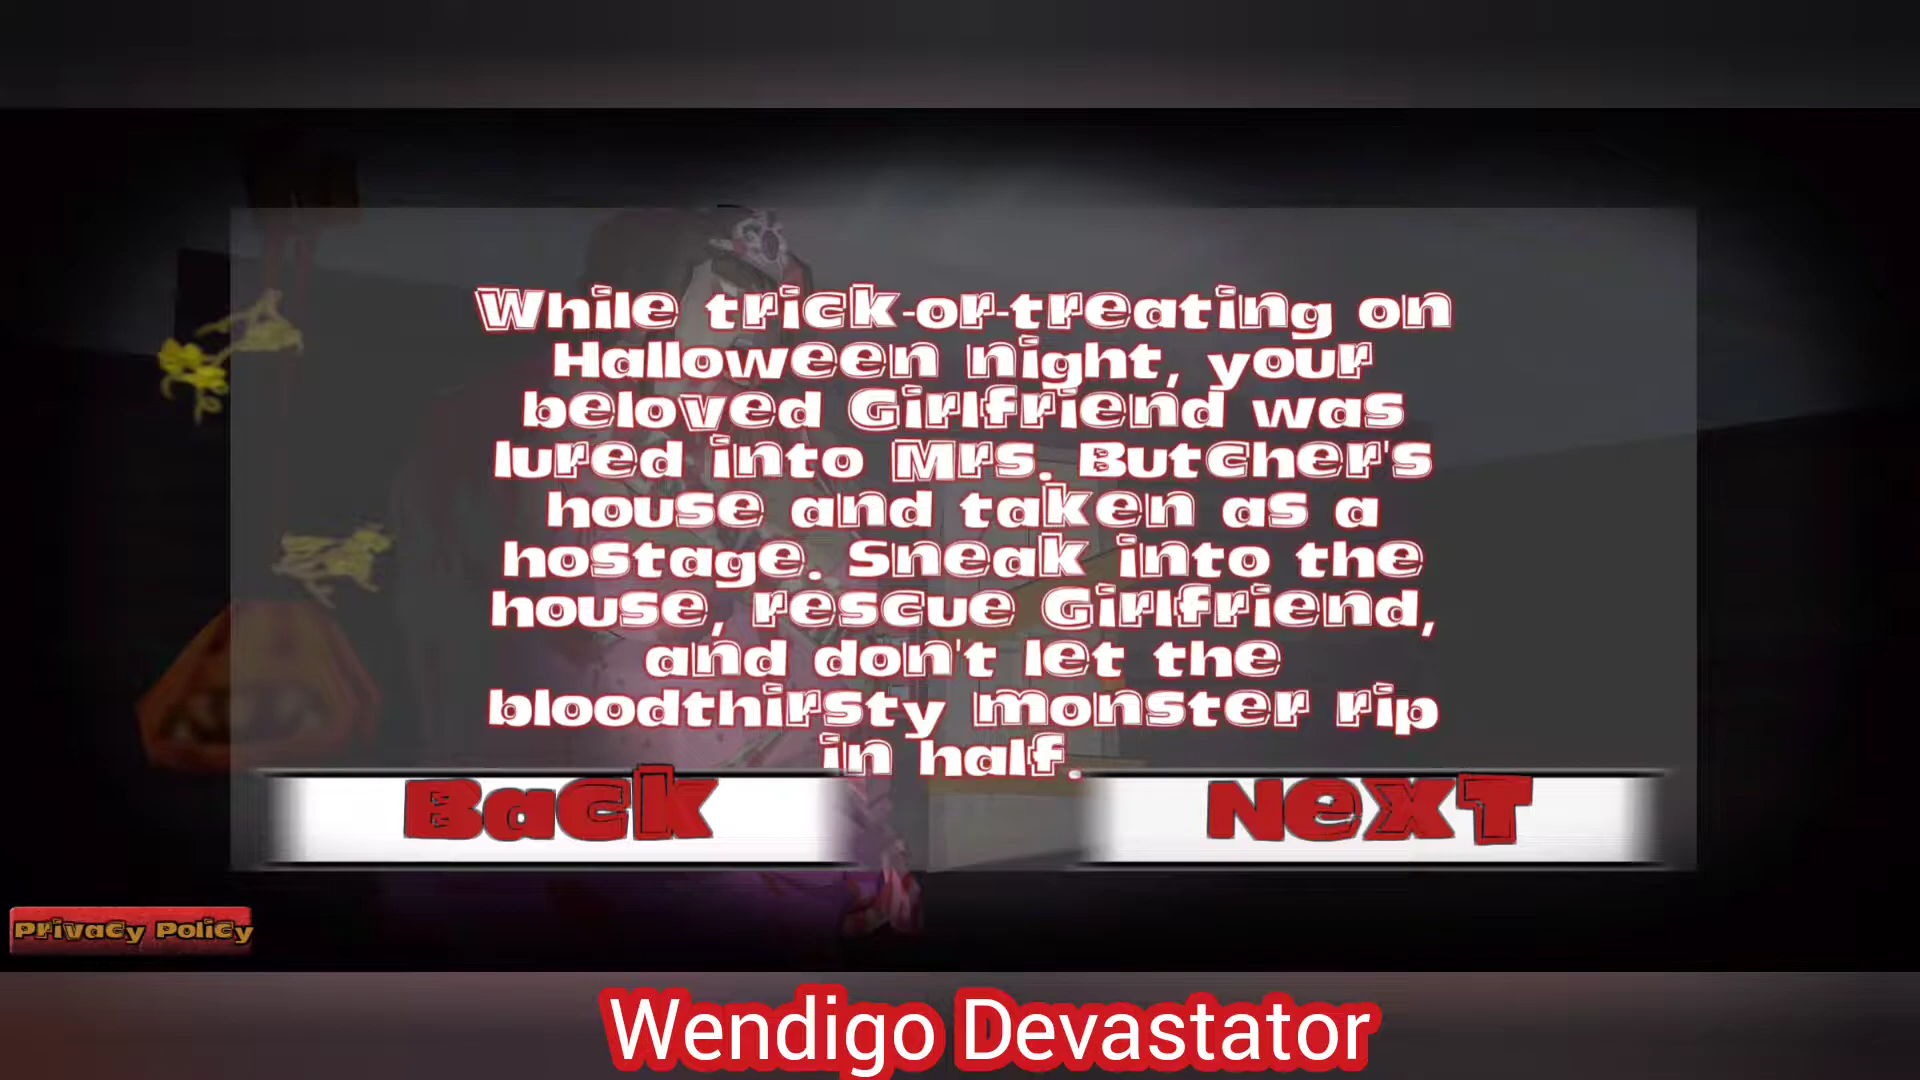 While trick-or-treating on
Halloween night, your
beloved Girlfriend was
lured into Mrs. Butcher's
house and taken as a
hostage. Sneak into the
house, rescue Girlfriend,
and don't let the
bloodthirsty monster rip
in half.
Back
Next
Privacy Policy
Wendigo Devastator